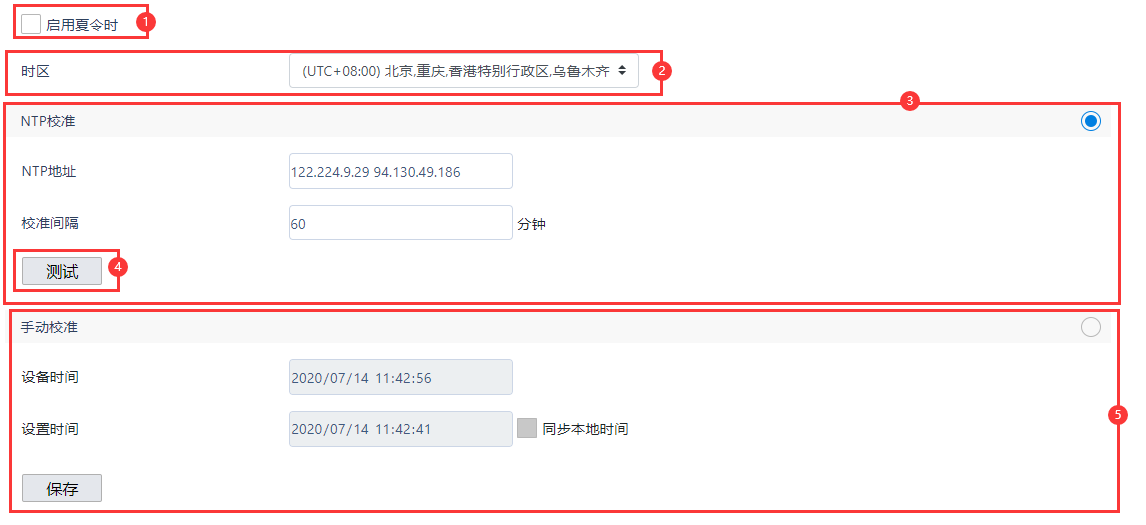 启用夏令时 1
时区 (UTC+08:00) 北京,重庆,香港特别行政区,乌鲁木齐 2
3
NTP校准
NTP地址 122.224.9.29 94.130.49.186
校准间隔 60 分钟
测试 4
手动校准
设备时间 2020/07/14 11:42:56
设置时间 2020/07/14 11:42:41 同步本地时间 5
保存